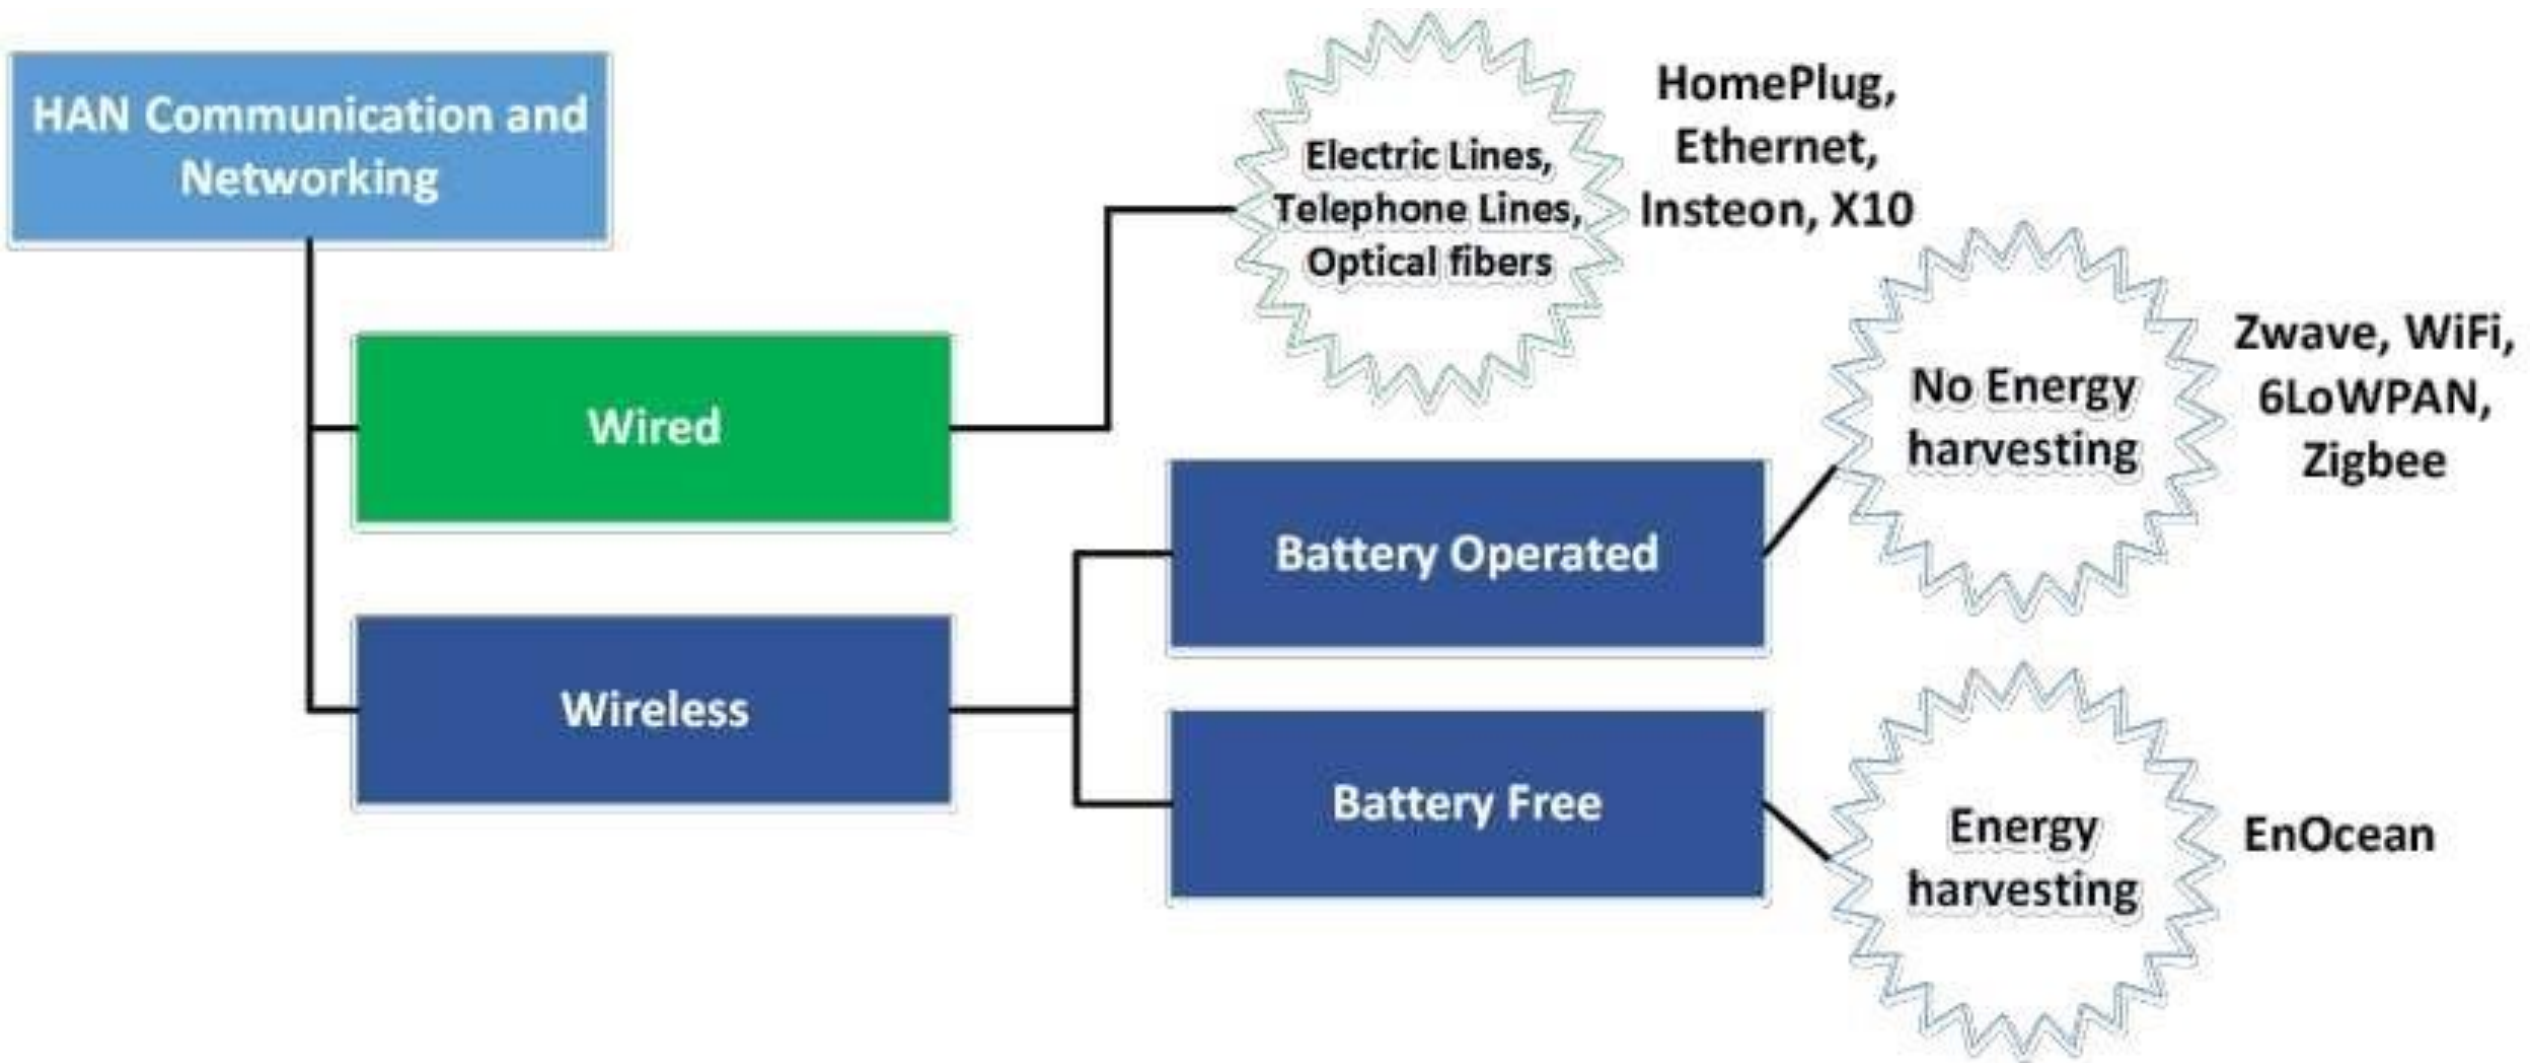 HAN Communication and
Networking
Electric Lines,
Telephone Lines,
Optical fibers
HomePlug,
Ethernet,
Insteon, X10
Wired
No Energy
harvesting
Zwave, WiFi,
6LoWPAN,
Zigbee
Battery Operated
Wireless
Battery Free
Energy
harvesting
EnOcean